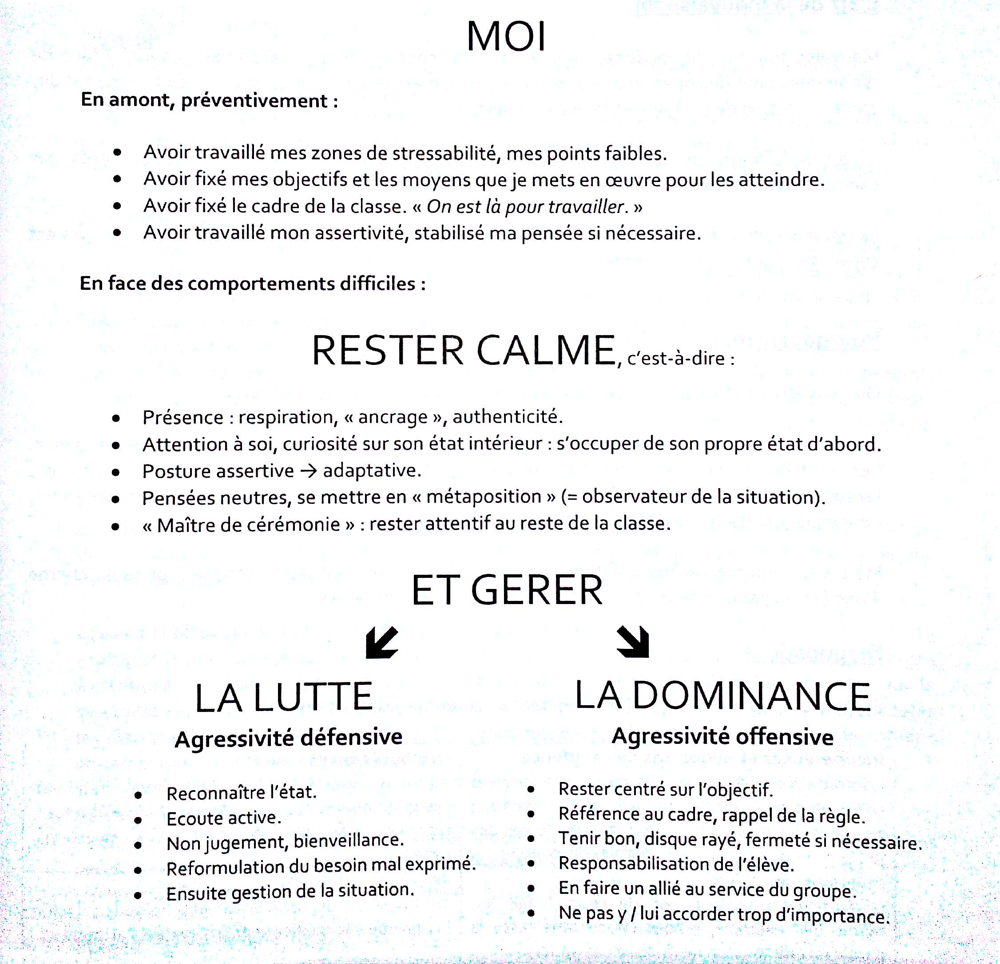 MOI
En amont, préventivement :
• Avoir travaillé mes zones de stressabilité, mes points faibles.
• Avoir fixé mes objectifs et les moyens que je mets en œuvre pour les atteindre.
• Avoir fixé le cadre de la classe. « On est là pour travailler. »
• Avoir travaillé mon assertivité, stabilisé ma pensée si nécessaire.
En face des comportements difficiles :
RESTER CALME, c'est-à-dire :
• Présence : respiration, « ancrage », authenticité.
• Attention à soi, curiosité sur son état intérieur : s'occuper de son propre état d'abord.
• Posture assertive → adaptative.
• Pensées neutres, se mettre en « métaposition » (= observateur de la situation).
• « Maître de cérémonie » : rester attentif au reste de la classe.
ET GERER
LA LUTTE
Agressivité défensive
• Reconnaître l'état.
• Ecoute active.
• Non jugement, bienveillance.
• Reformulation du besoin mal exprimé.
• Ensuite gestion de la situation.
LA DOMINANCE
Agressivité offensive
• Rester centré sur l'objectif.
• Référence au cadre, rappel de la règle.
• Tenir bon, disque rayé, fermeté si nécessaire.
• Responsabilisation de l'élève.
• En faire un allié au service du groupe.
• Ne pas y / lui accorder trop d'importance.